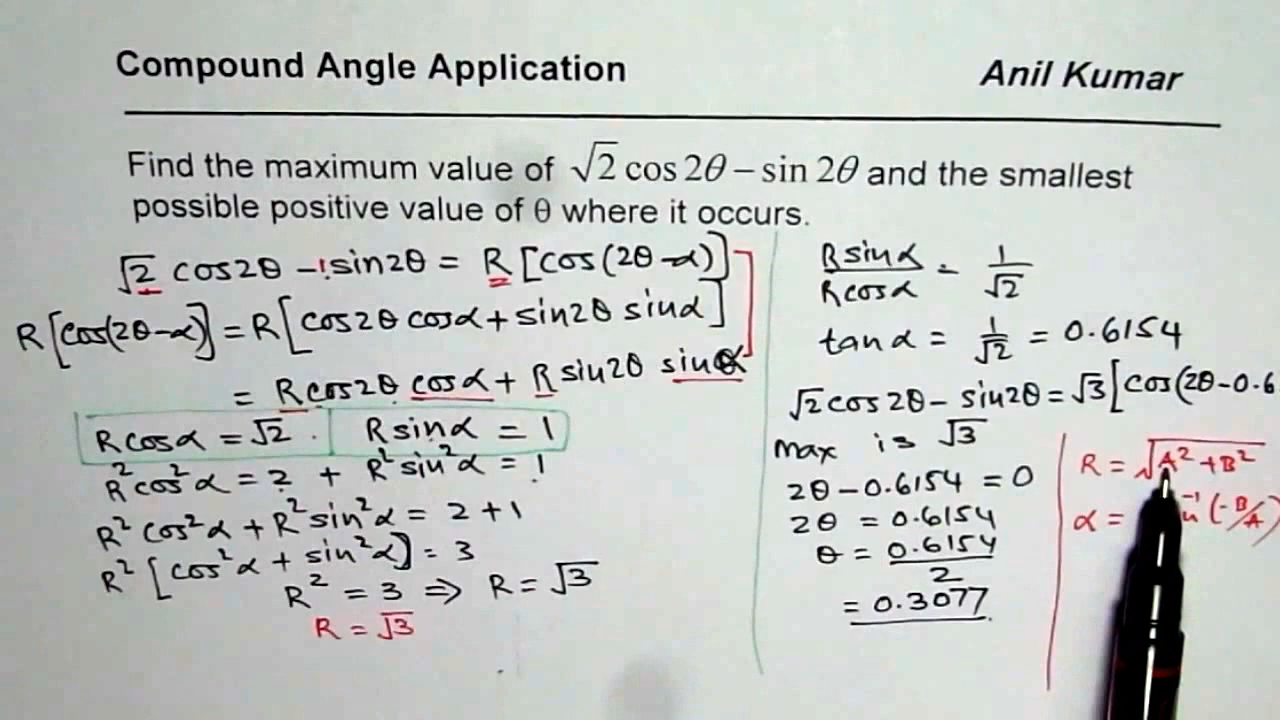 Compound Angle Application
Anil Kumar
Find the maximum value of √2 cos 2θ − sin 2θ and the smallest
possible positive value of θ where it occurs.
√2 cos2θ − 1sin2θ = R [cos(2θ−α)]
R[cos(2θ−α)] = R[cos2θ cosα + sin2θ sinα]
= Rcos2θ cosα + R sin2θ sinα
Rcosα = √2 . Rsinα = 1
R²cos²α = 2 + R²sin²α = 1
R²cos²α + R²sin²α = 2+1
R²[cos²α + sin²α] = 3
R² = 3 ⇒ R = √3
R = √3
Rsinα / Rcosα = 1/√2
tanα = 1/√2 = 0.6154
√2cos2θ − sin2θ = √3[cos(2θ−0.6
max is √3
2θ − 0.6154 = 0
2θ = 0.6154
θ = 0.6154/2
= 0.3077
R = √A²+B²
α = n⁻¹(−B/A)